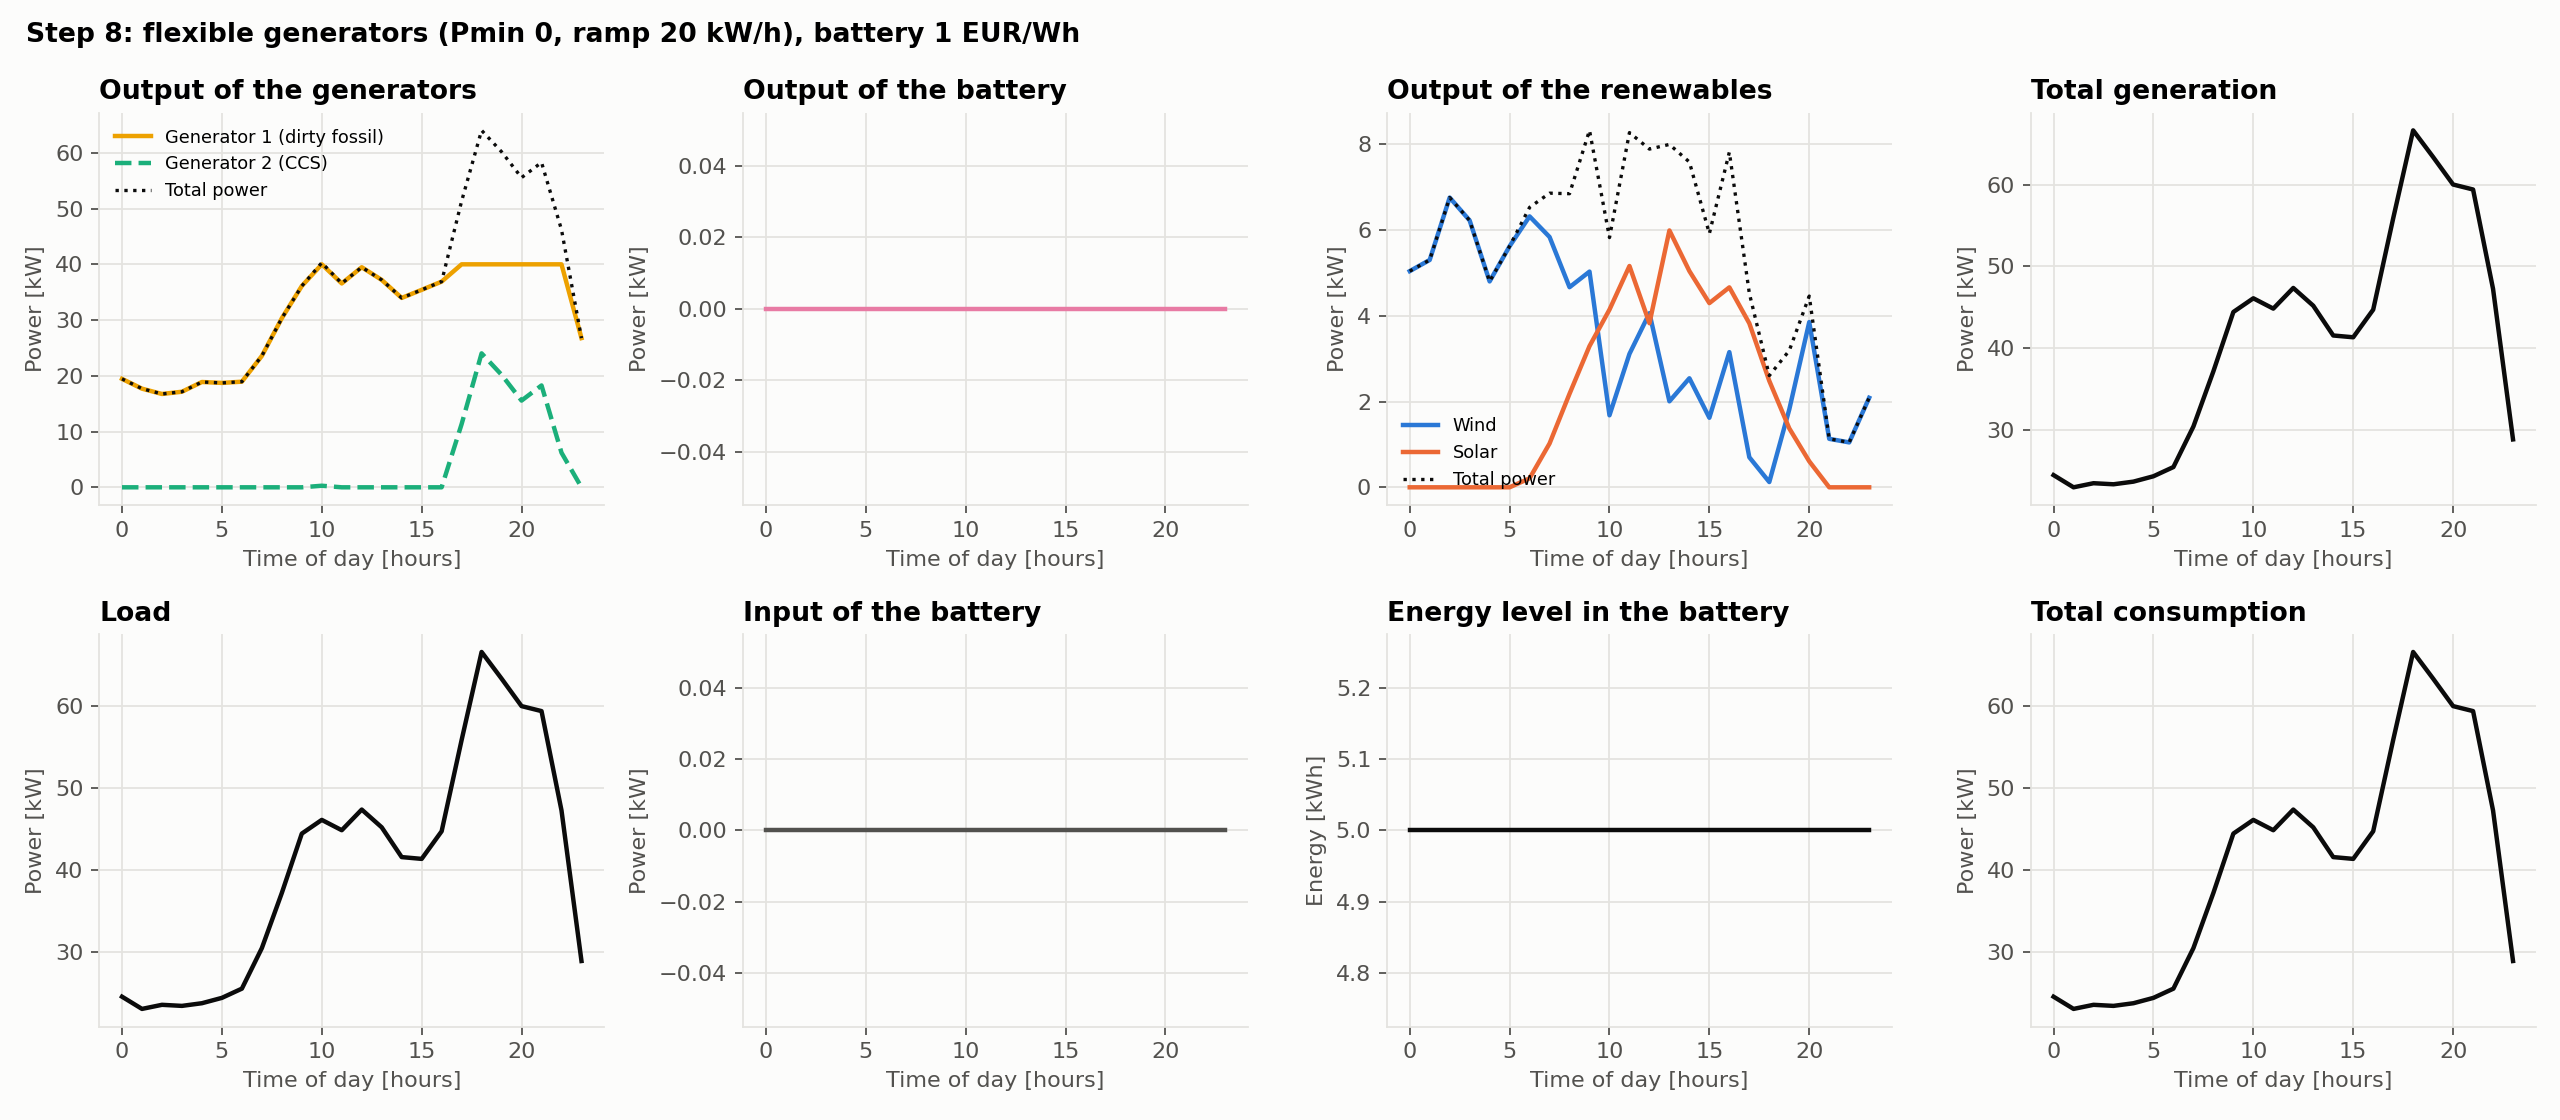 Step 8: flexible generators (Pmin 0, ramp 20 kW/h), battery 1 EUR/Wh
Output of the generators
Generator 1 (dirty fossil)
Generator 2 (CCS)
Total power
Power [kW]
60
50
40
30
20
10
0
0 5 10 15 20
Time of day [hours]
Output of the battery
Power [kW]
0.04
0.02
0.00
−0.02
−0.04
0 5 10 15 20
Time of day [hours]
Output of the renewables
Power [kW]
8
6
4
2
0
Wind
Solar
Total power
0 5 10 15 20
Time of day [hours]
Total generation
Power [kW]
60
50
40
30
0 5 10 15 20
Time of day [hours]
Load
Power [kW]
60
50
40
30
0 5 10 15 20
Time of day [hours]
Input of the battery
Power [kW]
0.04
0.02
0.00
−0.02
−0.04
0 5 10 15 20
Time of day [hours]
Energy level in the battery
Energy [kWh]
5.2
5.1
5.0
4.9
4.8
0 5 10 15 20
Time of day [hours]
Total consumption
Power [kW]
60
50
40
30
0 5 10 15 20
Time of day [hours]